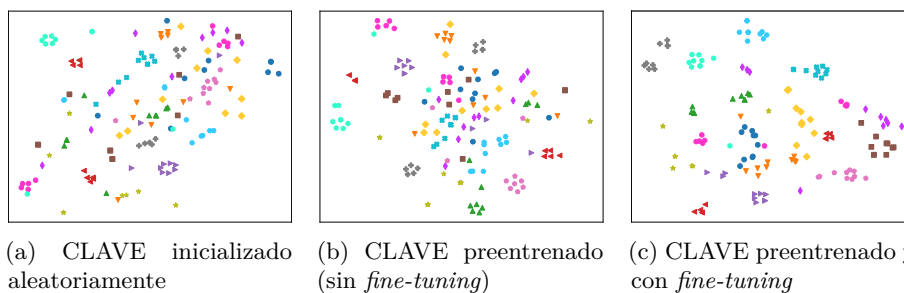 (a) CLAVE inicializado
aleatoriamente
(b) CLAVE preentrenado
(sin fine-tuning)
(c) CLAVE preentrenado
con fine-tuning